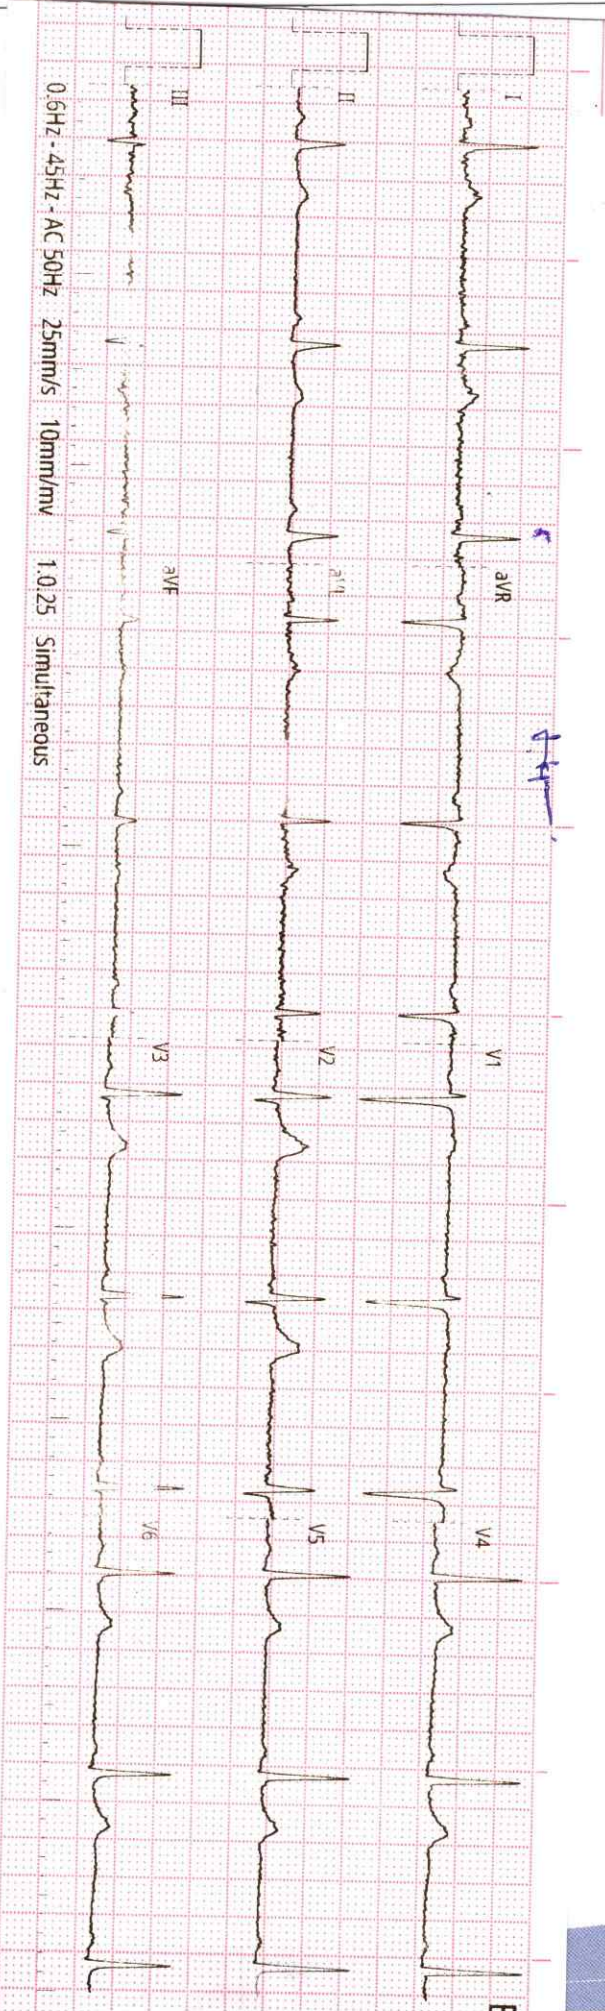 I aVR V1 V4
II aVL V2 V5
III aVF V3 V6
0.6Hz - 45Hz - AC 50Hz 25mm/s 10mm/mv 1.0.25 Simultaneous